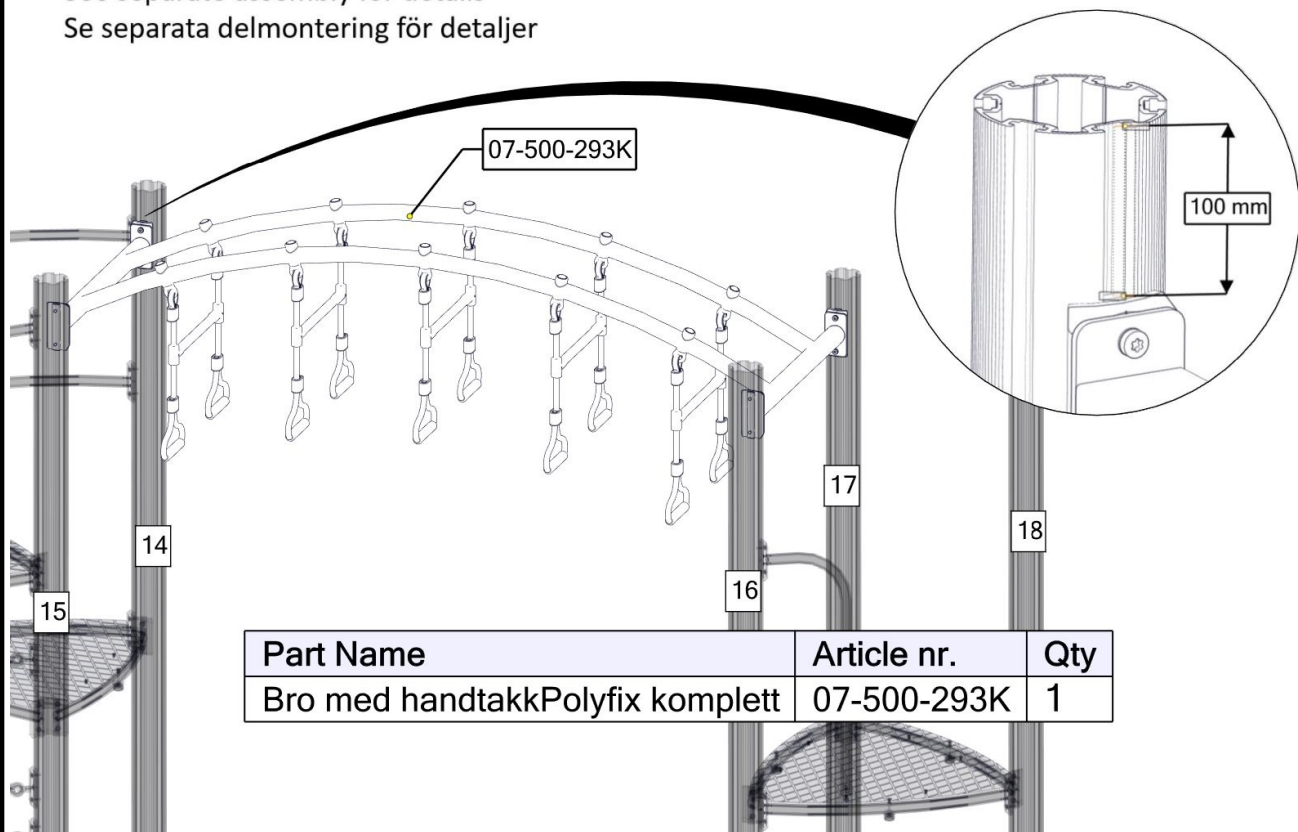 Se separata delmontering för detaljer
07-500-293K
100 mm
17
14
18
16
15
Part Name Article nr. Qty
Bro med handtakkPolyfix komplett 07-500-293K 1